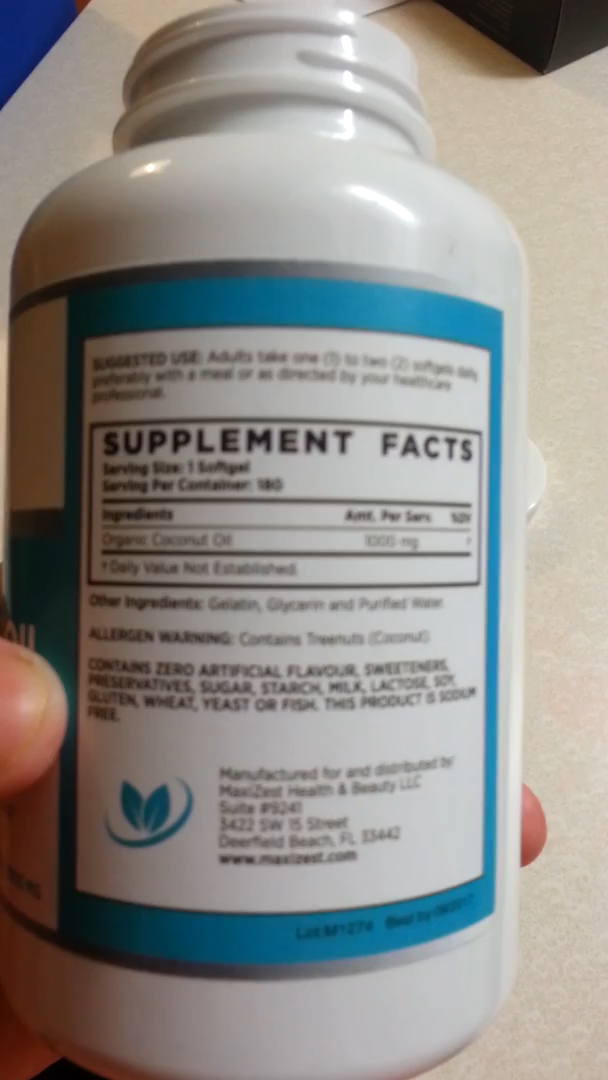 SUGGESTED USE: Adults take one (1) to two (2) softgels daily
preferably with a meal or as directed by your healthcare
professional.
SUPPLEMENT FACTS
Serving Size: 1 Softgel
Serving Per Container: 180
Ingredients Amt. Per Serv. %DV
Organic Coconut Oil 1000 mg †
† Daily Value Not Established.
Other Ingredients: Gelatin, Glycerin and Purified Water.
ALLERGEN WARNING: Contains Treenuts (Coconut).
CONTAINS ZERO ARTIFICIAL FLAVOUR, SWEETENERS,
PRESERVATIVES, SUGAR, STARCH, MILK, LACTOSE, SOY,
GLUTEN, WHEAT, YEAST OR FISH. THIS PRODUCT IS SODIUM
FREE.
Manufactured for and distributed by:
MaxiZest Health & Beauty LLC
Suite #9241
3422 SW 15 Street
Deerfield Beach, FL 33442
www.maxizest.com
Lot M1274 Best by